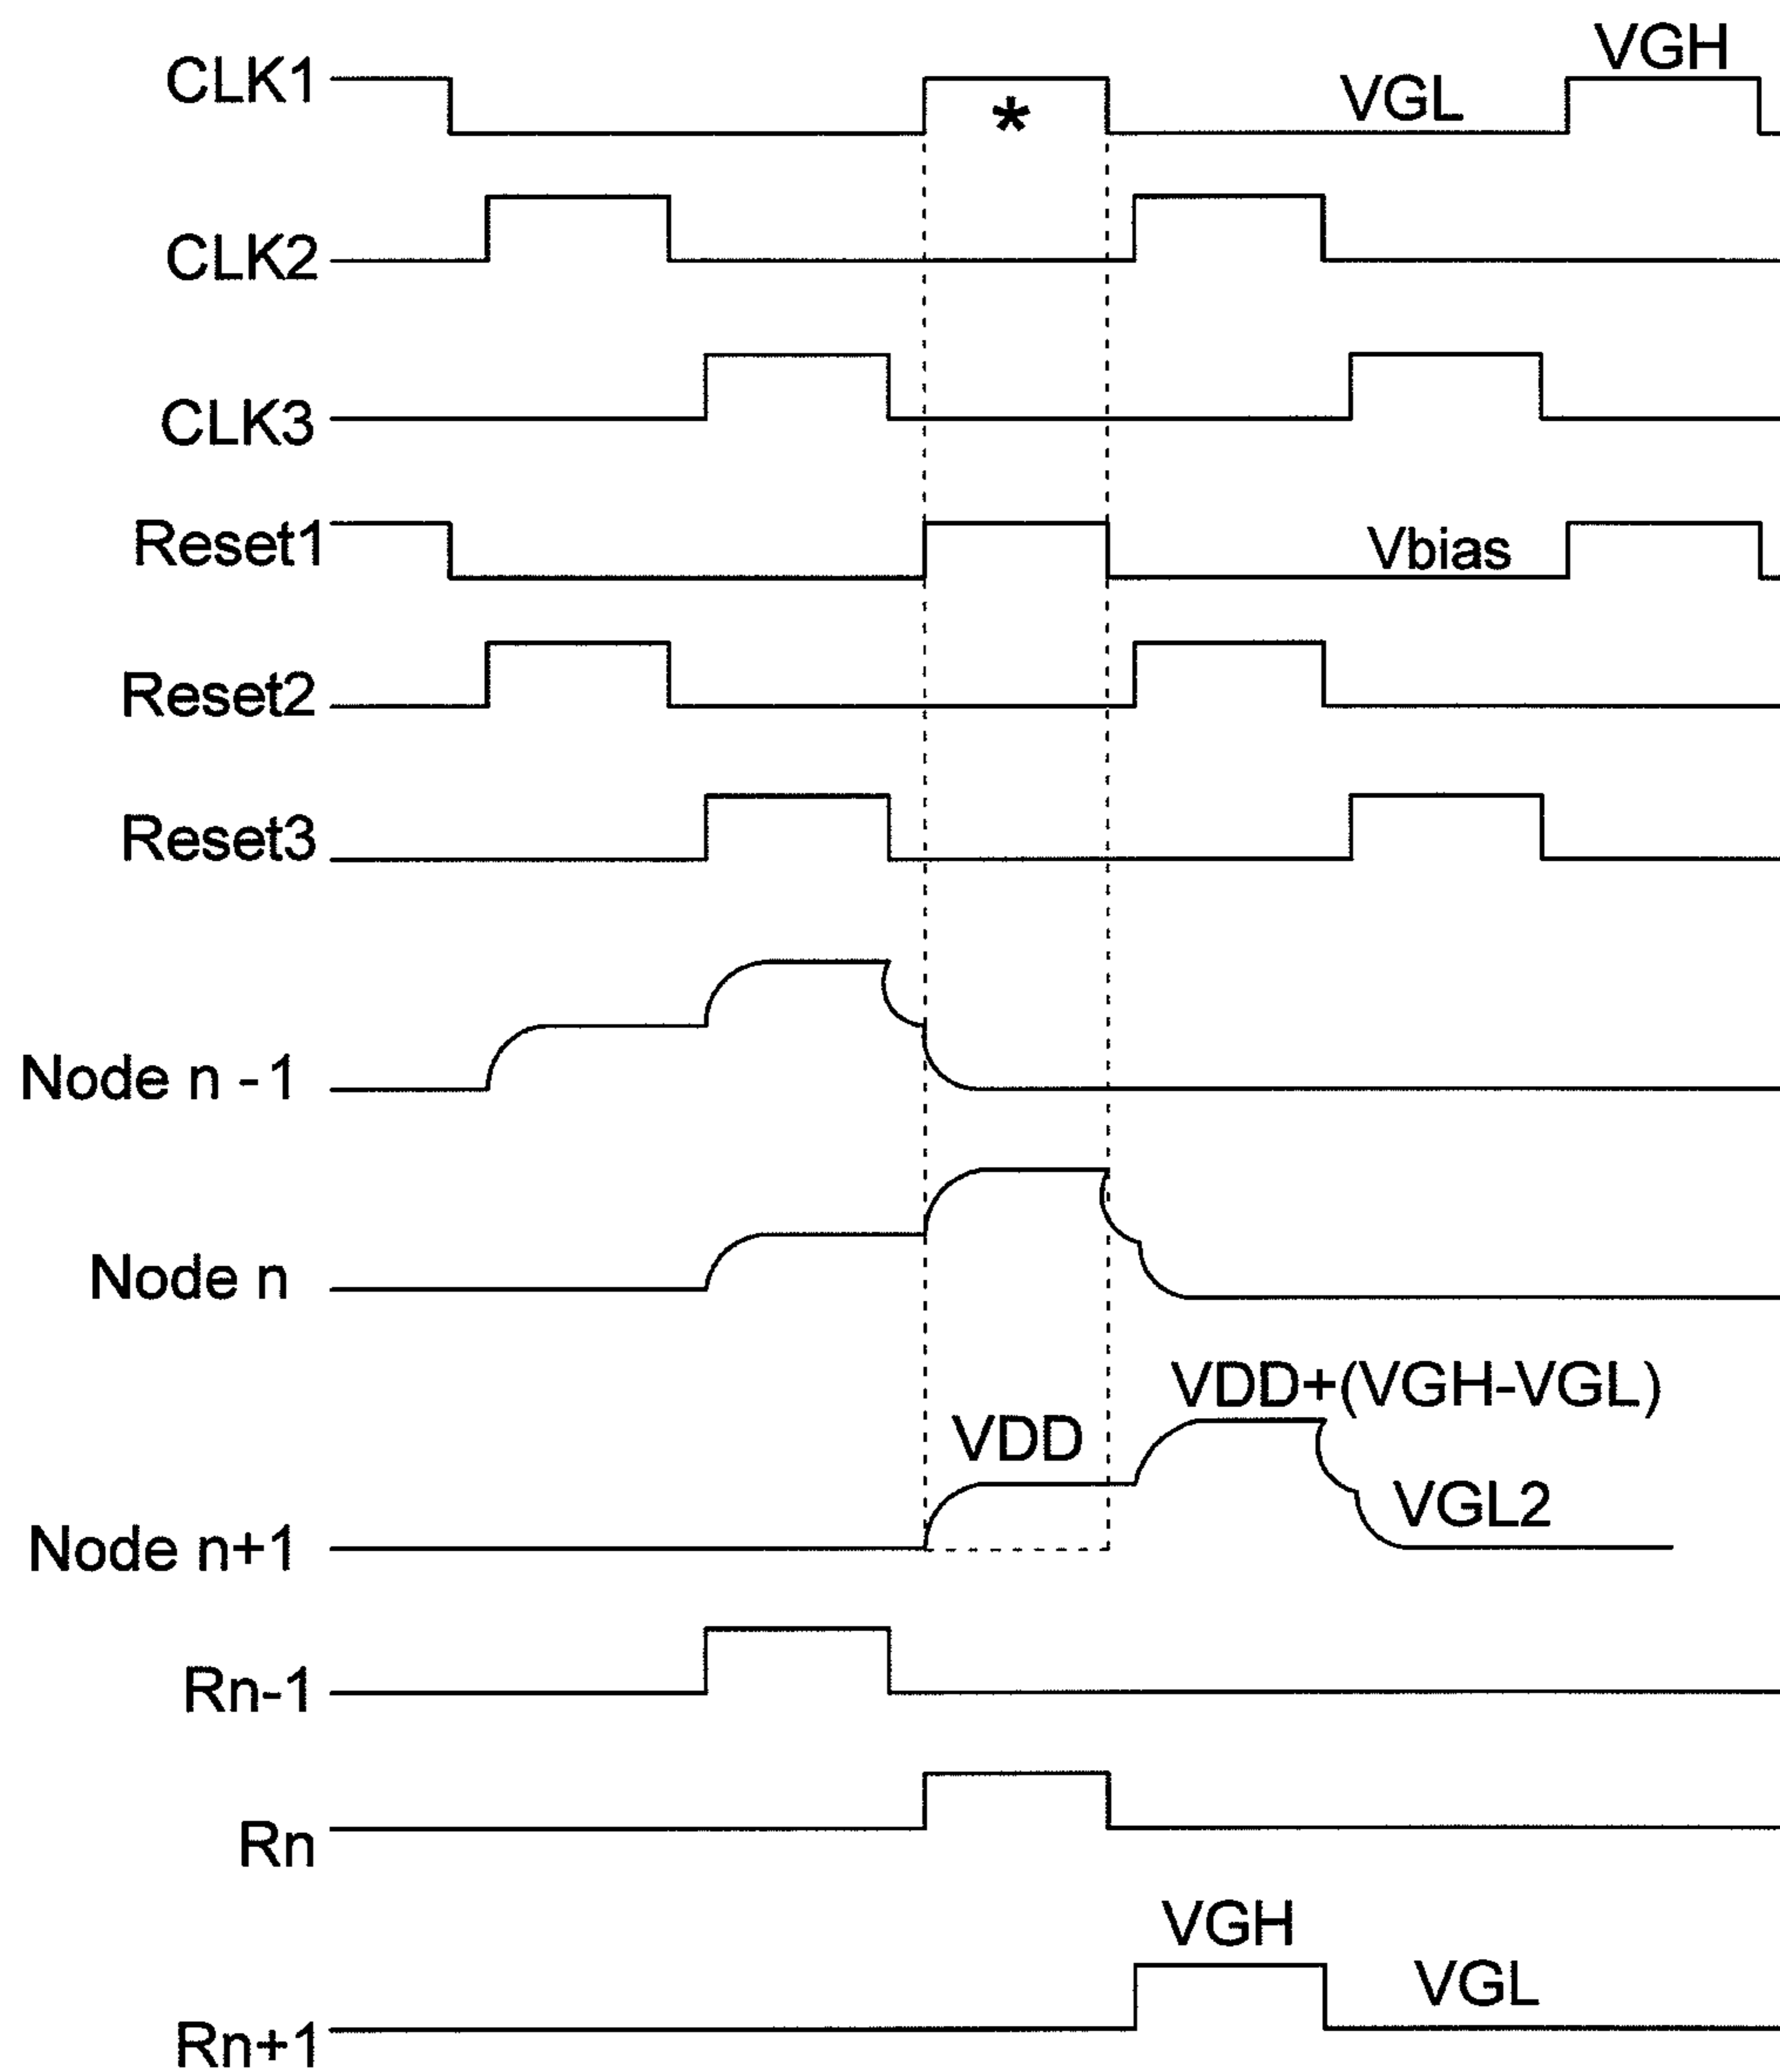 VGH
CLK1
*
VGL
CLK2
CLK3
Reset1
Vbias
Reset2
Reset3
Node n -1
Node n
VDD+(VGH-VGL)
VDD
VGL2
Node n+1
Rn-1
Rn
VGH
VGL
Rn+1